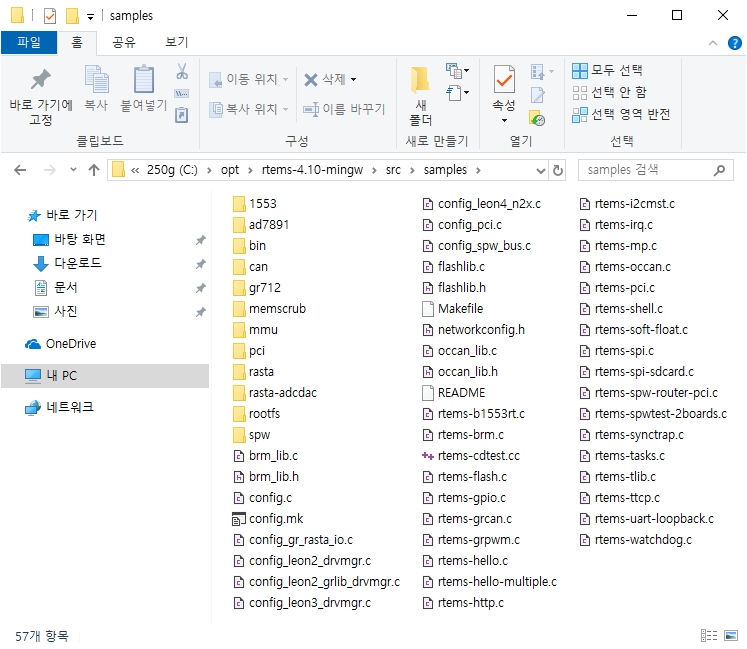 samples
파일 홈 공유 보기
바로 가기에 고정
복사
붙여넣기
클립보드
이동 위치
복사 위치
삭제
이름 바꾸기
구성
새 폴더
새로 만들기
속성
열기
모두 선택
선택 안 함
선택 영역 반전
선택
« 250g (C:) › opt › rtems-4.10-mingw › src › samples ›
samples 검색
바로 가기
바탕 화면
다운로드
문서
사진
OneDrive
내 PC
네트워크
1553
ad7891
bin
can
gr712
memscrub
mmu
pci
rasta
rasta-adcdac
rootfs
spw
brm_lib.c
brm_lib.h
config.c
config.mk
config_gr_rasta_io.c
config_leon2_drvmgr.c
config_leon2_grlib_drvmgr.c
config_leon3_drvmgr.c
config_leon4_n2x.c
config_pci.c
config_spw_bus.c
flashlib.c
flashlib.h
Makefile
networkconfig.h
occan_lib.c
occan_lib.h
README
rtems-b1553rt.c
rtems-brm.c
rtems-cdtest.cc
rtems-flash.c
rtems-gpio.c
rtems-grcan.c
rtems-grpwm.c
rtems-hello.c
rtems-hello-multiple.c
rtems-http.c
rtems-i2cmst.c
rtems-irq.c
rtems-mp.c
rtems-occan.c
rtems-pci.c
rtems-shell.c
rtems-soft-float.c
rtems-spi.c
rtems-spi-sdcard.c
rtems-spw-router-pci.c
rtems-spwtest-2boards.c
rtems-synctrap.c
rtems-tasks.c
rtems-tlib.c
rtems-ttcp.c
rtems-uart-loopback.c
rtems-watchdog.c
57개 항목